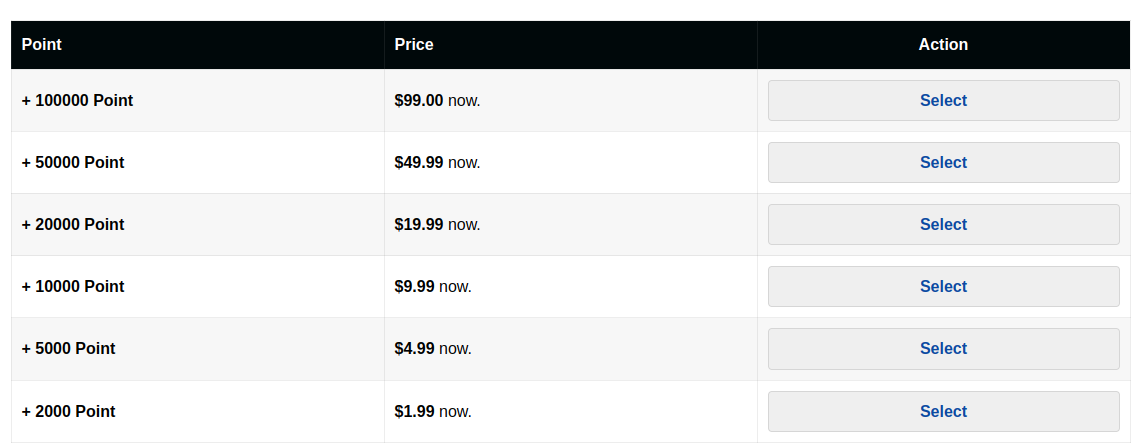 Point Price Action
+ 100000 Point $99.00 now. Select
+ 50000 Point $49.99 now. Select
+ 20000 Point $19.99 now. Select
+ 10000 Point $9.99 now. Select
+ 5000 Point $4.99 now. Select
+ 2000 Point $1.99 now. Select